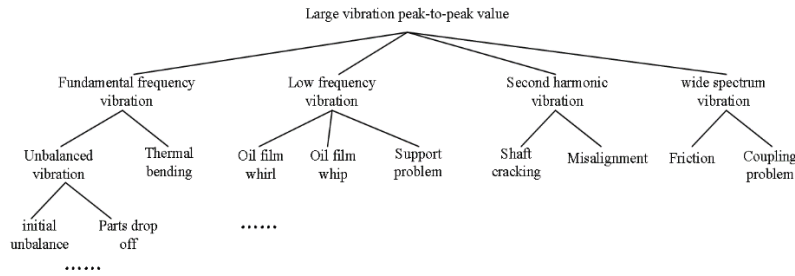 Large vibration peak-to-peak value
Fundamental frequency
vibration
Low frequency
vibration
Second harmonic
vibration
wide spectrum
vibration
Unbalanced
vibration
Thermal
bending
Oil film
whirl
Oil film
whip
Support
problem
Shaft
cracking
Misalignment
Friction
Coupling
problem
initial
unbalance
Parts drop
off
......
......